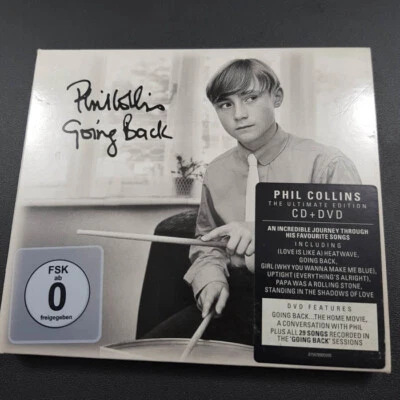 Phil Collins
Going Back
PHIL COLLINS
THE ULTIMATE EDITION
CD+DVD
AN INCREDIBLE JOURNEY THROUGH
HIS FAVOURITE SONGS
INCLUDING
(LOVE IS LIKE A) HEATWAVE,
GOING BACK,
GIRL (WHY YOU WANNA MAKE ME BLUE),
UPTIGHT (EVERYTHING'S ALRIGHT),
PAPA WAS A ROLLING STONE,
STANDING IN THE SHADOWS OF LOVE
DVD FEATURES
GOING BACK...THE HOME MOVIE,
A CONVERSATION WITH PHIL
PLUS ALL 29 SONGS RECORDED IN
THE 'GOING BACK' SESSIONS
FSK
ab
0
freigegeben